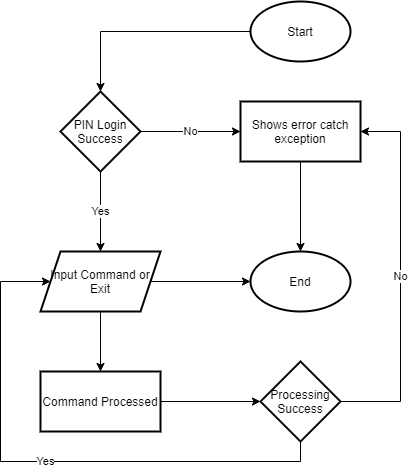 Start
PIN Login
Success
No
Shows error catch
exception
Yes
Input Command or
Exit
End
No
Command Processed
Processing
Success
Yes